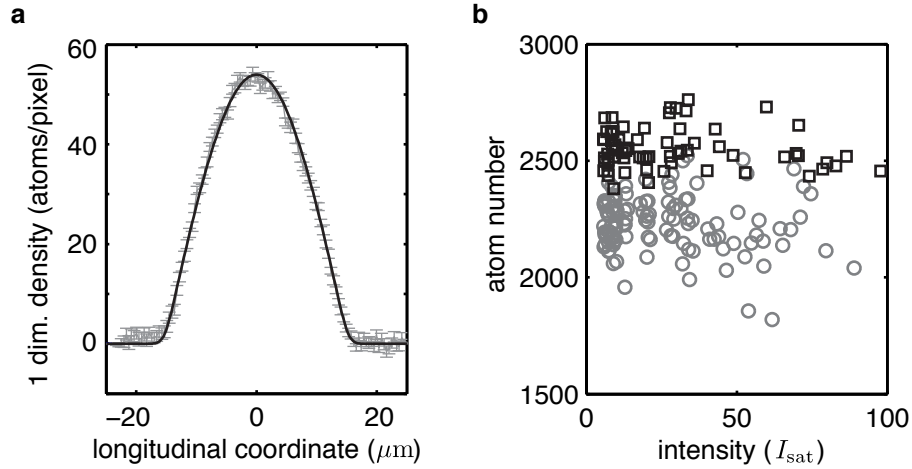 a
b
60
40
20
0
−20
0
20
1 dim. density (atoms/pixel)
longitudinal coordinate (μm)
3000
2500
2000
1500
0
50
100
atom number
intensity (I_sat)